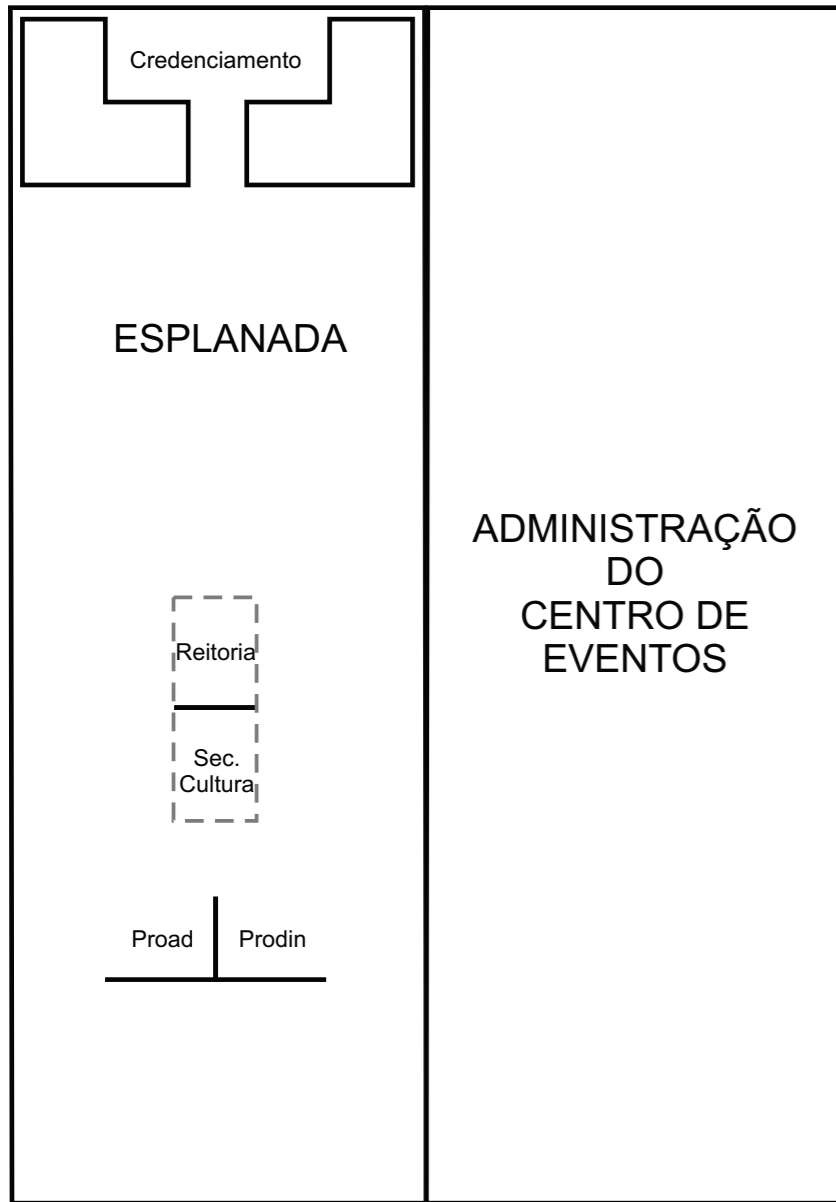 Credenciamento
ESPLANADA
Reitoria
Sec.
Cultura
Proad
Prodin
ADMINISTRAÇÃO
DO
CENTRO DE
EVENTOS